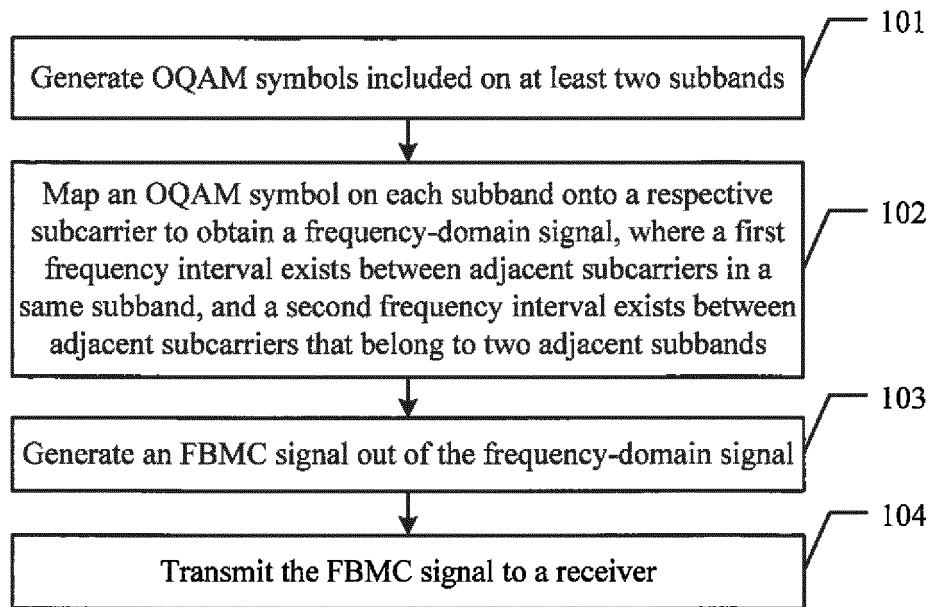 101
Generate OQAM symbols included on at least two subbands
Map an OQAM symbol on each subband onto a respective
subcarrier to obtain a frequency-domain signal, where a first
frequency interval exists between adjacent subcarriers in a
same subband, and a second frequency interval exists between
adjacent subcarriers that belong to two adjacent subbands
102
103
Generate an FBMC signal out of the frequency-domain signal
104
Transmit the FBMC signal to a receiver